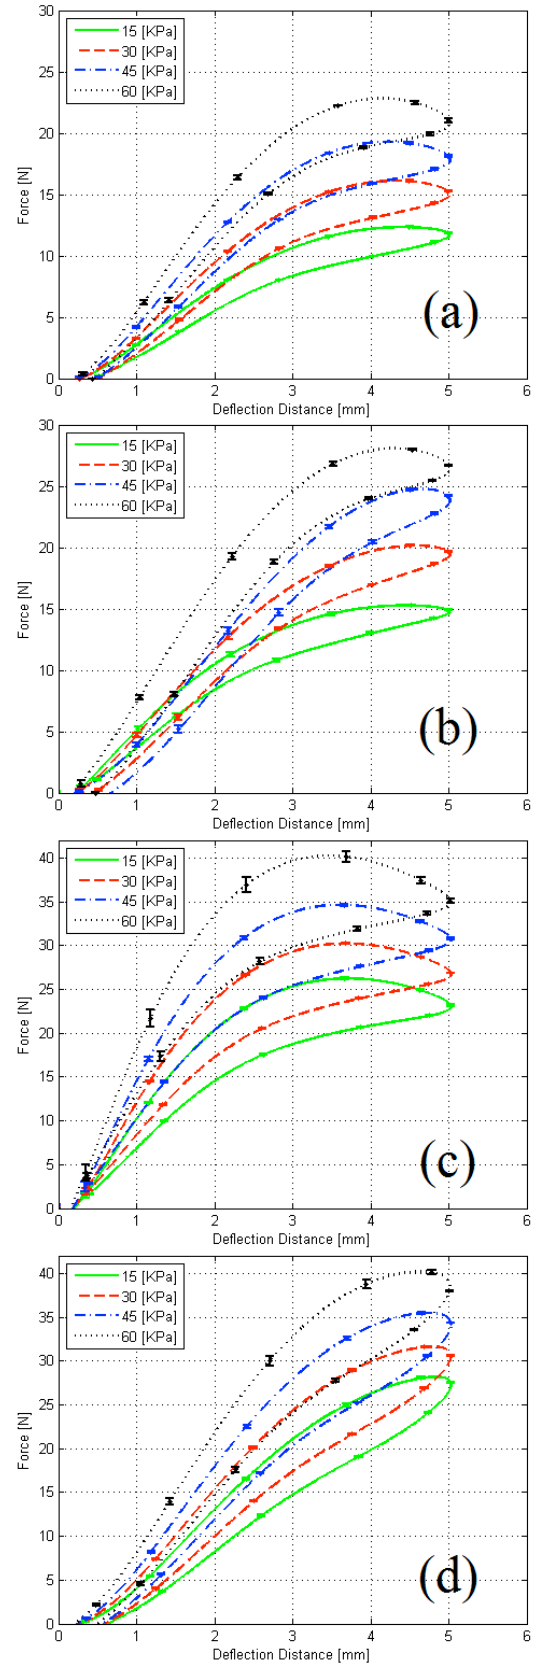 30
25
20
15
10
5
0
Force [N]
15 [KPa]
30 [KPa]
45 [KPa]
60 [KPa]
(a)
0 1 2 3 4 5 6
Deflection Distance [mm]
30
25
20
15
10
5
0
Force [N]
15 [KPa]
30 [KPa]
45 [KPa]
60 [KPa]
(b)
0 1 2 3 4 5 6
Deflection Distance [mm]
40
35
30
25
20
15
10
5
0
Force [N]
15 [KPa]
30 [KPa]
45 [KPa]
60 [KPa]
(c)
0 1 2 3 4 5 6
Deflection Distance [mm]
40
35
30
25
20
15
10
5
0
Force [N]
15 [KPa]
30 [KPa]
45 [KPa]
60 [KPa]
(d)
0 1 2 3 4 5 6
Deflection Distance [mm]